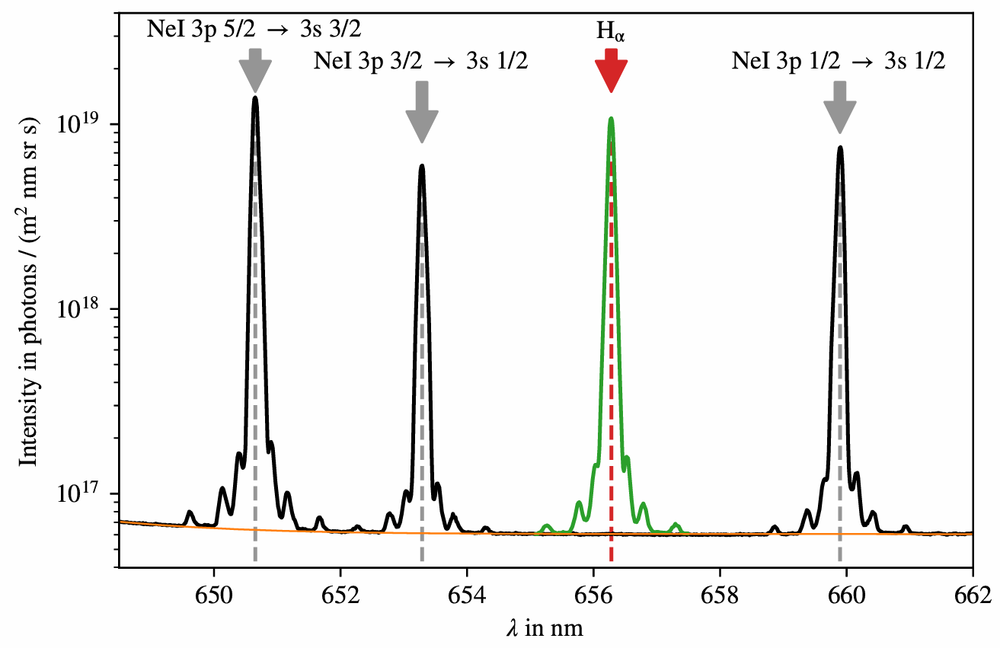 NeI 3p 5/2 → 3s 3/2
Hα
NeI 3p 3/2 → 3s 1/2
NeI 3p 1/2 → 3s 1/2
Intensity in photons / (m² nm sr s)
10¹⁹
10¹⁸
10¹⁷
650 652 654 656 658 660 662
λ in nm